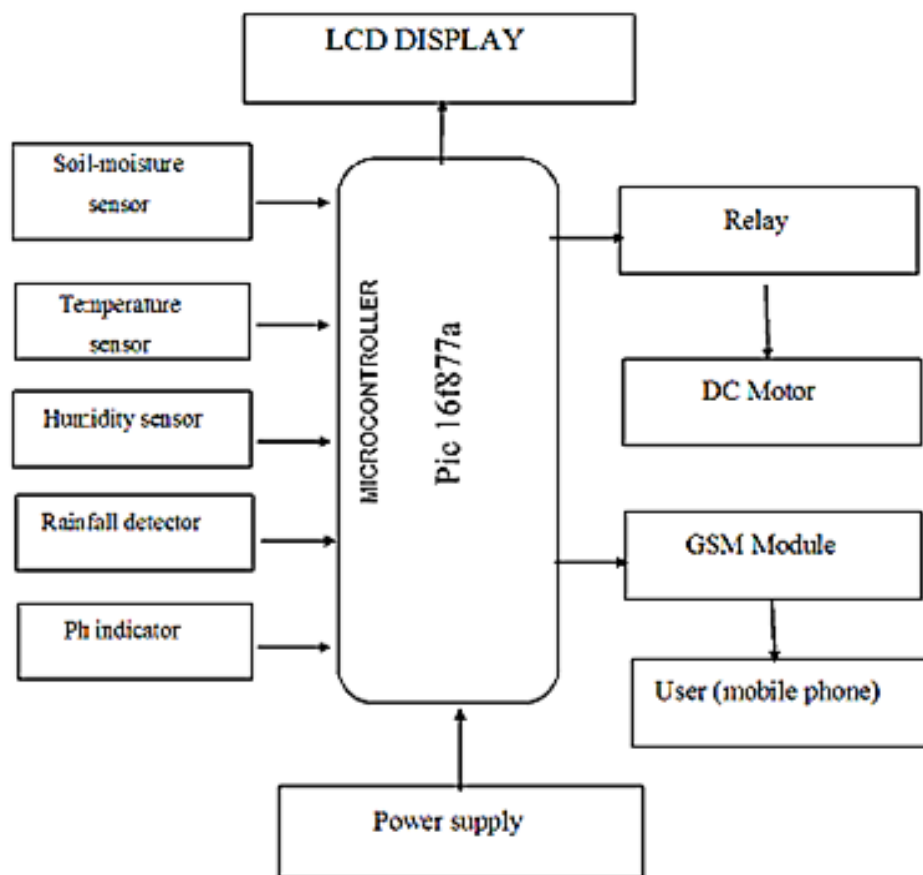 LCD DISPLAY
Soil-moisture
sensor
Temperature
sensor
Humidity sensor
Rainfall detector
Ph indicator
MICROCONTROLLER
Pic 16f877a
Relay
DC Motor
GSM Module
User (mobile phone)
Power supply